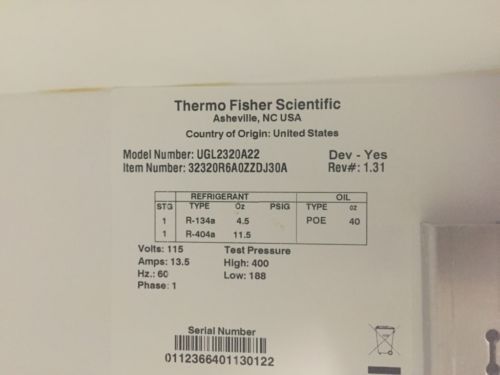 Thermo Fisher Scientific
Asheville, NC USA
Country of Origin: United States
Model Number: UGL2320A22 Dev - Yes
Item Number: 32320R6A0ZZDJ30A Rev#: 1.31
REFRIGERANT OIL
STG TYPE Oz PSIG TYPE oz
1 R-134a 4.5 POE 40
1 R-404a 11.5
Volts: 115 Test Pressure
Amps: 13.5 High: 400
Hz.: 60 Low: 188
Phase: 1
Serial Number
0112366401130122